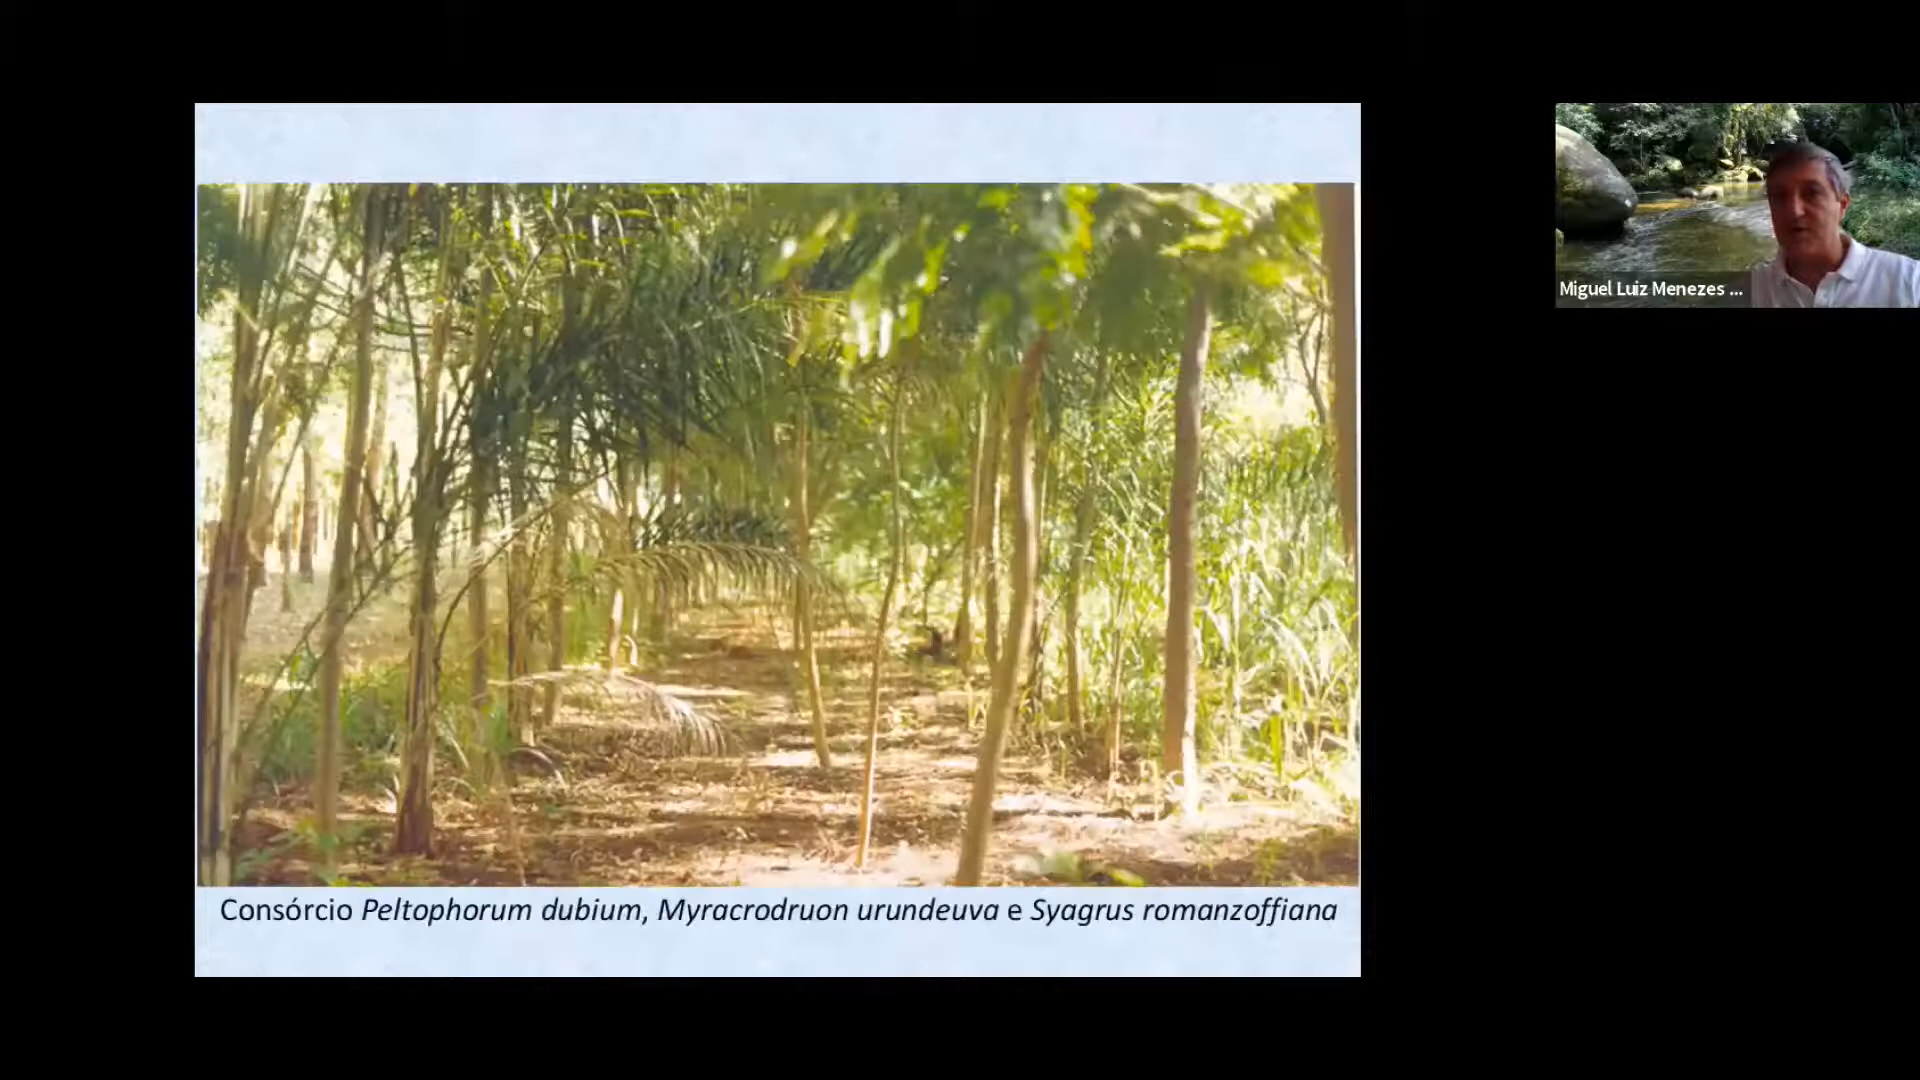 Miguel Luiz Menezes ...
Consórcio Peltophorum dubium, Myracrodruon urundeuva e Syagrus romanzoffiana